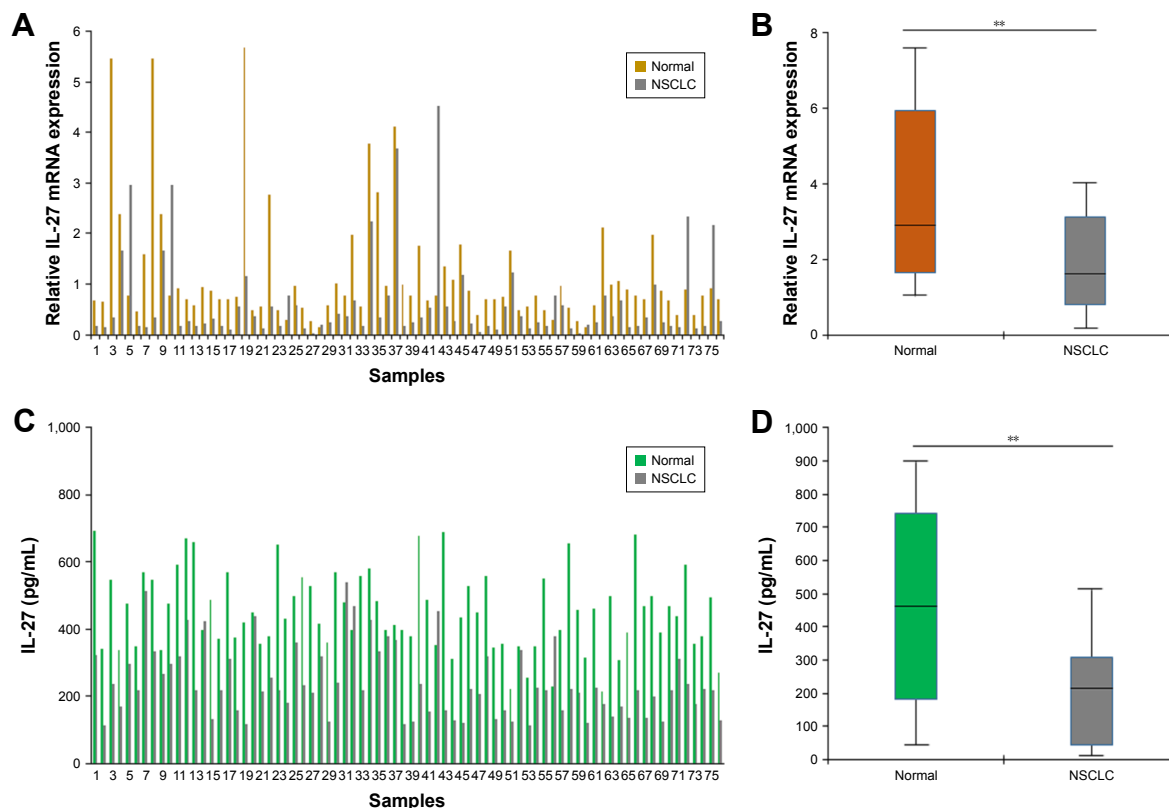 A
Relative IL-27 mRNA expression
6
5
4
3
2
1
0
Normal
NSCLC
1 3 5 7 9 11 13 15 17 19 21 23 25 27 29 31 33 35 37 39 41 43 45 47 49 51 53 55 57 59 61 63 65 67 69 71 73 75
Samples
B
Relative IL-27 mRNA expression
8
6
4
2
0
**
Normal NSCLC
C
IL-27 (pg/mL)
1,000
800
600
400
200
0
Normal
NSCLC
1 3 5 7 9 11 13 15 17 19 21 23 25 27 29 31 33 35 37 39 41 43 45 47 49 51 53 55 57 59 61 63 65 67 69 71 73 75
Samples
D
IL-27 (pg/mL)
1,000
900
800
700
600
500
400
300
200
100
0
**
Normal NSCLC